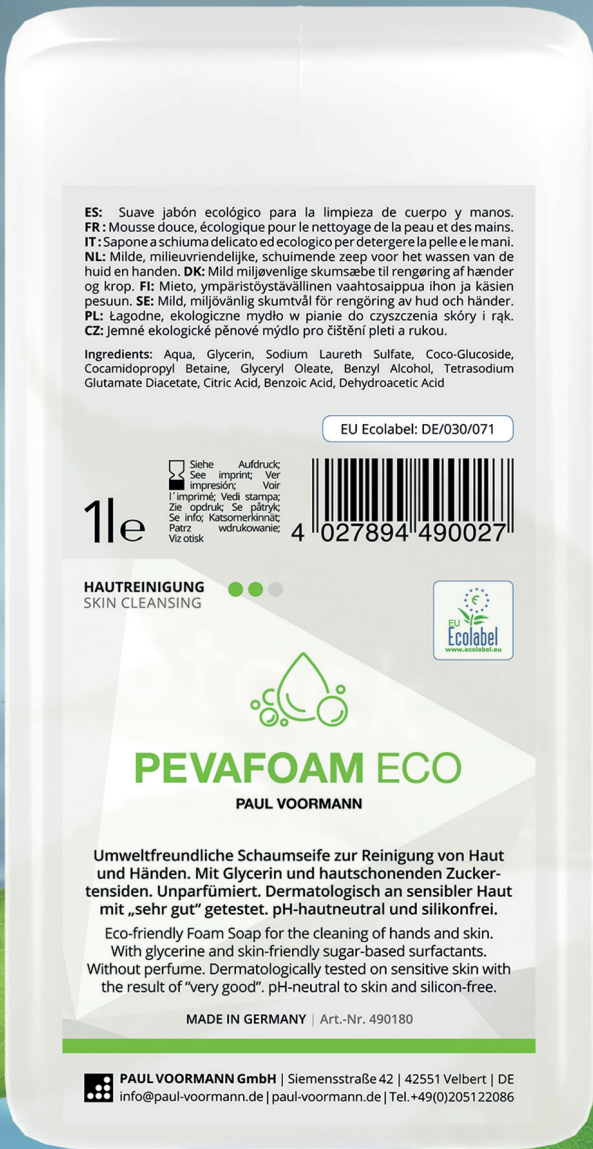 ES: Suave jabón ecológico para la limpieza de cuerpo y manos.
FR : Mousse douce, écologique pour le nettoyage de la peau et des mains.
IT : Sapone a schiuma delicato ed ecologico per detergere la pelle e le mani.
NL: Milde, milieuvriendelijke, schuimende zeep voor het wassen van de
huid en handen. DK: Mild miljøvenlige skumsæbe til rengøring af hænder
og krop. FI: Mieto, ympäristöystävällinen vaahtosaippua ihon ja käsien
pesuun. SE: Mild, miljövänlig skumtvål för rengöring av hud och händer.
PL: Łagodne, ekologiczne mydło w pianie do czyszczenia skóry i rąk.
CZ: Jemné ekologické pěnové mýdlo pro čištění pleti a rukou.
Ingredients: Aqua, Glycerin, Sodium Laureth Sulfate, Coco-Glucoside,
Cocamidopropyl Betaine, Glyceryl Oleate, Benzyl Alcohol, Tetrasodium
Glutamate Diacetate, Citric Acid, Benzoic Acid, Dehydroacetic Acid
EU Ecolabel: DE/030/071
1l e
Siehe Aufdruck;
See imprint; Ver
impresión; Voir
l´imprimé; Vedi stampa;
Zie opdruk; Se påtryk;
Se info; Katsomerkinnät;
Patrz wdrukowanie;
Viz otisk
4 027894 490027
HAUTREINIGUNG
SKIN CLEANSING
EU
Ecolabel
www.ecolabel.eu
PEVAFOAM ECO
PAUL VOORMANN
Umweltfreundliche Schaumseife zur Reinigung von Haut
und Händen. Mit Glycerin und hautschonenden Zucker-
tensiden. Unparfümiert. Dermatologisch an sensibler Haut
mit „sehr gut“ getestet. pH-hautneutral und silikonfrei.
Eco-friendly Foam Soap for the cleaning of hands and skin.
With glycerine and skin-friendly sugar-based surfactants.
Without perfume. Dermatologically tested on sensitive skin with
the result of “very good”. pH-neutral to skin and silicon-free.
MADE IN GERMANY | Art.-Nr. 490180
PAUL VOORMANN GmbH | Siemensstraße 42 | 42551 Velbert | DE
info@paul-voormann.de | paul-voormann.de | Tel.+49(0)205122086